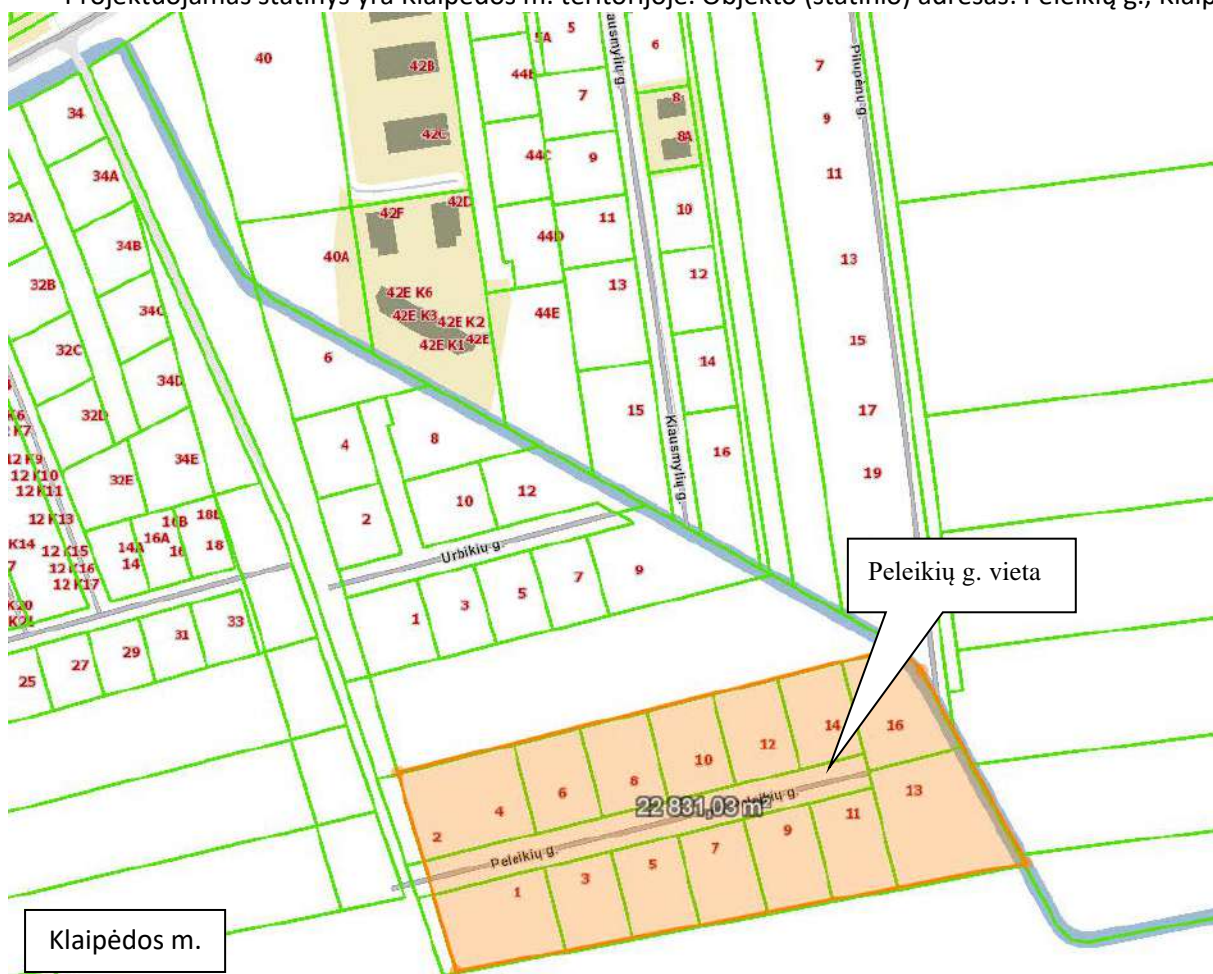 Projektuojamas statinys yra Klaipėdos m. teritorijoje. Objekto (statinio) adresas: Peleikių g., Klaip
40
42B
42C
5A
5
6
7
44C
8
8A
9
7
9
11
Klausmylių g.
Piliupėnų g.
34
34A
32A
34B
32B
34C
32C
34D
32D
34E
32E
40A
42F
42D
42E K6
42E K3
42E K2
42E K1
44D
44E
11
13
15
10
12
14
16
13
15
17
19
6
4
8
2
10
12
Urbikių g.
1
3
5
7
9
12 K10
12 K11
12 K13
12 K15
12 K16
12 K17
14A
14
16A
16B
16
18
25
27
29
31
33
Peleikių g. vieta
2
4
6
8
10
12
14
16
22 831,03 m²
Peleikių g.
1
3
5
7
9
11
13
Klaipėdos m.